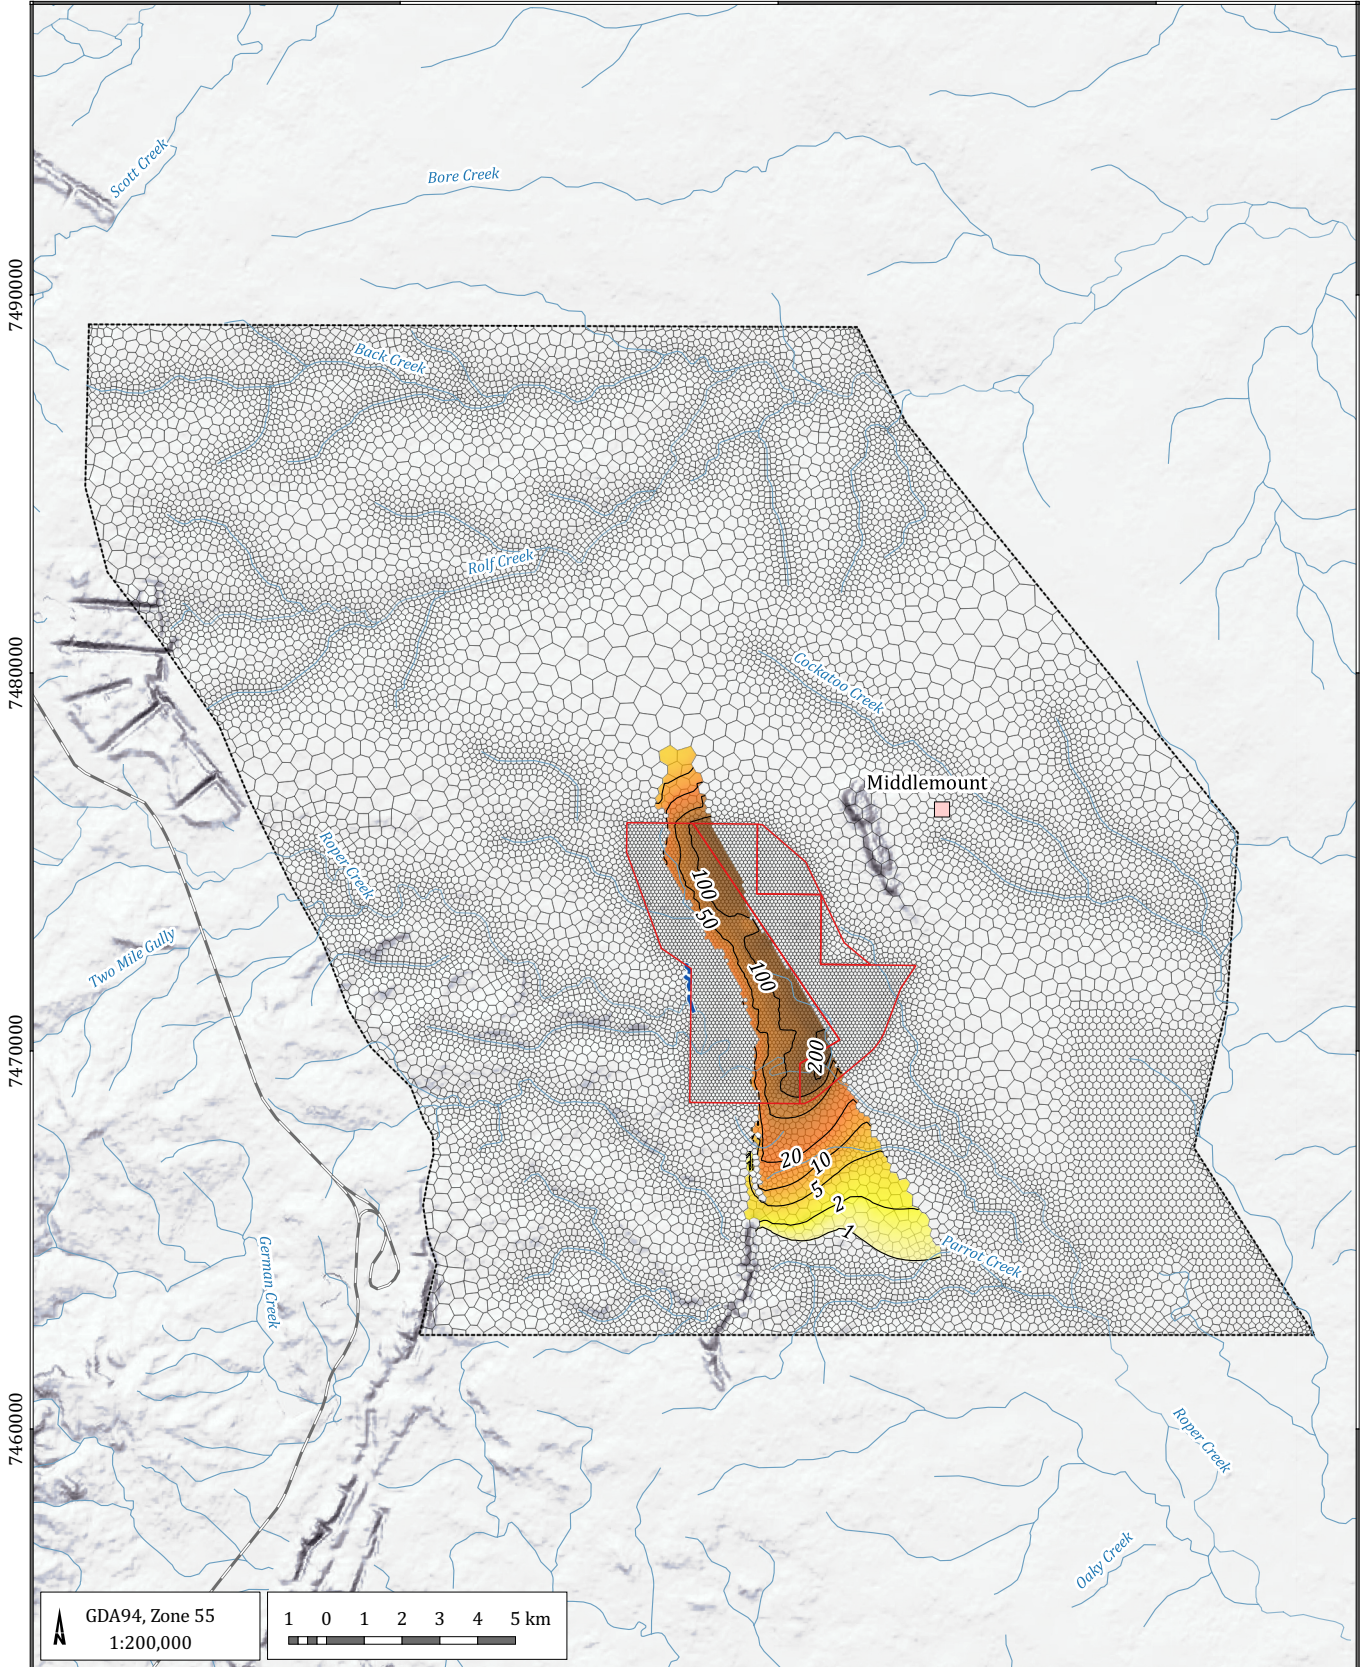 Scott Creek
Bore Creek
7490000
Back Creek
Rolf Creek
7480000
Cockatoo Creek
Middlemount
Roper Creek
100
50
Two Mile Gully
100
7470000
200
20
10
1
5
2
1
Parrot Creek
German Creek
7460000
Roper Creek
Oaky Creek
N
GDA94, Zone 55
1:200,000
1 0 1 2 3 4 5 km